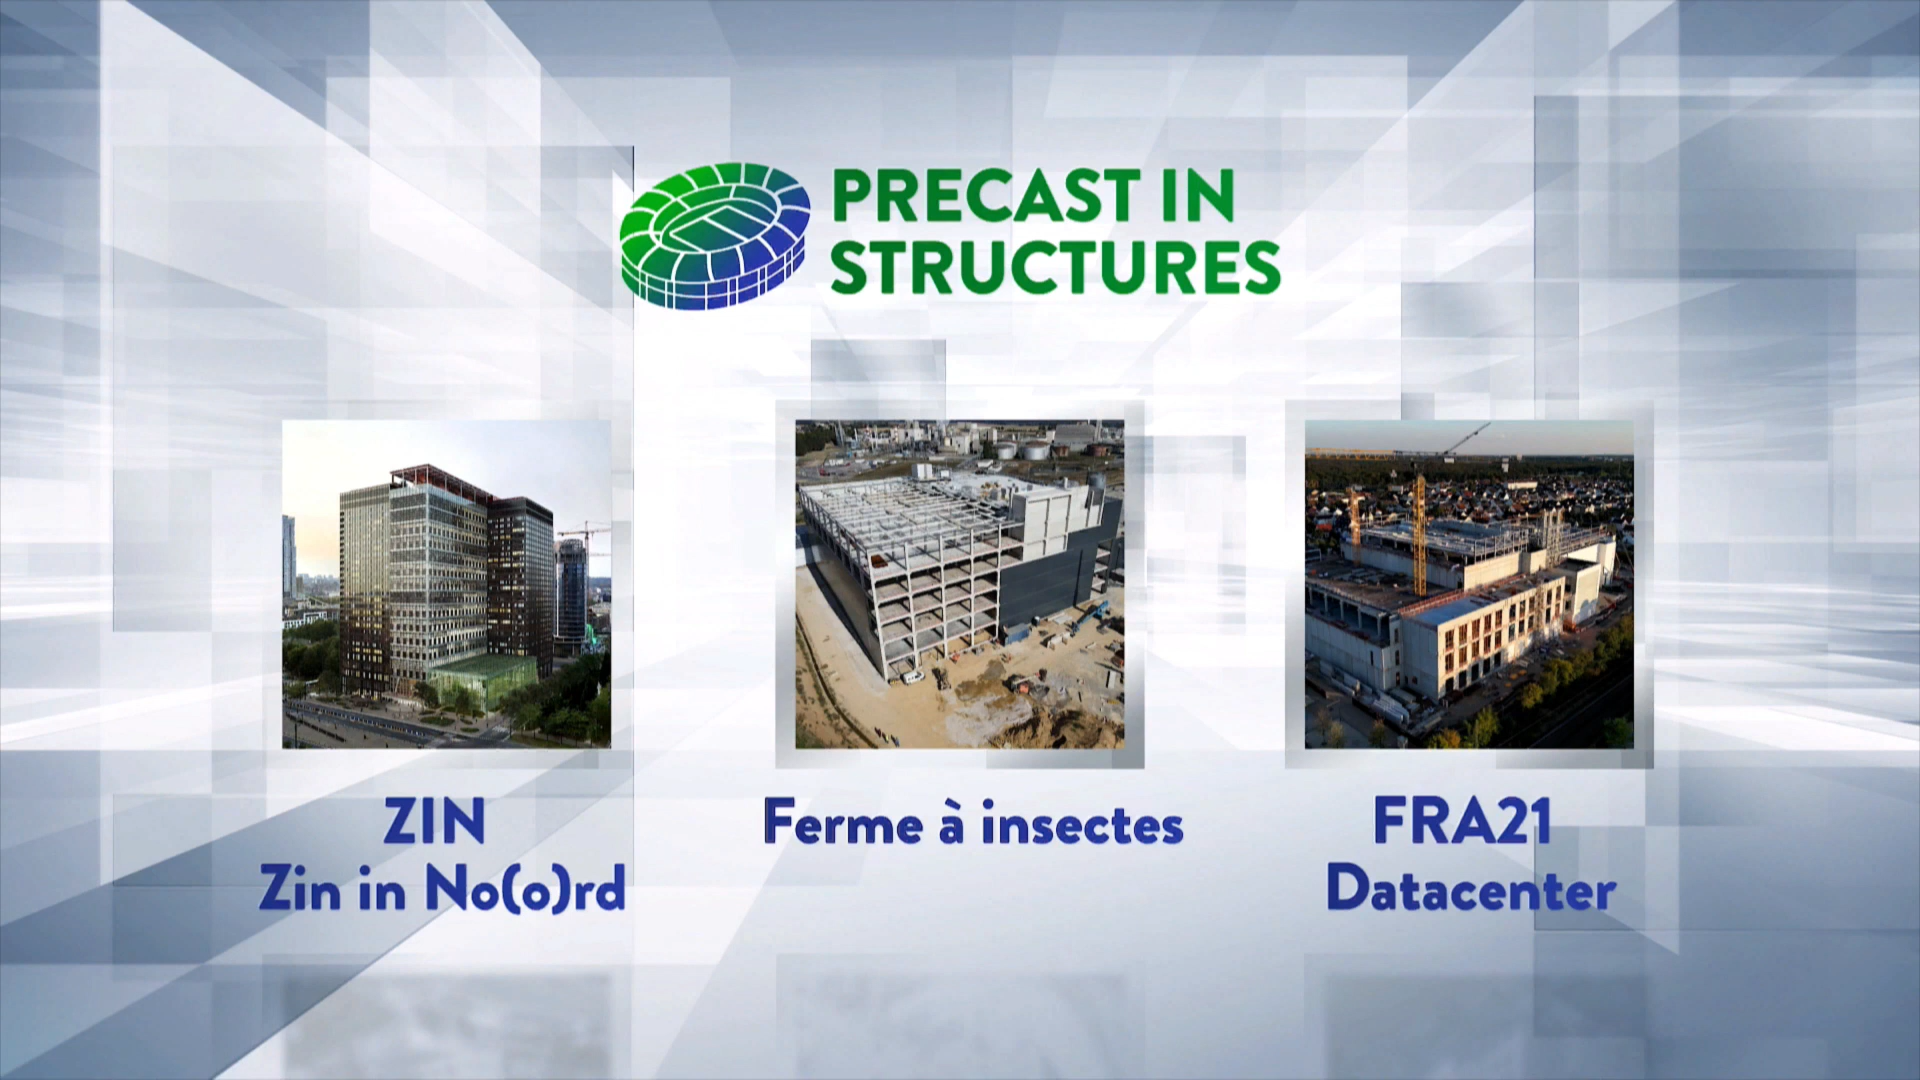 PRECAST IN
STRUCTURES
ZIN
Zin in No(o)rd
Ferme à insectes
FRA21
Datacenter